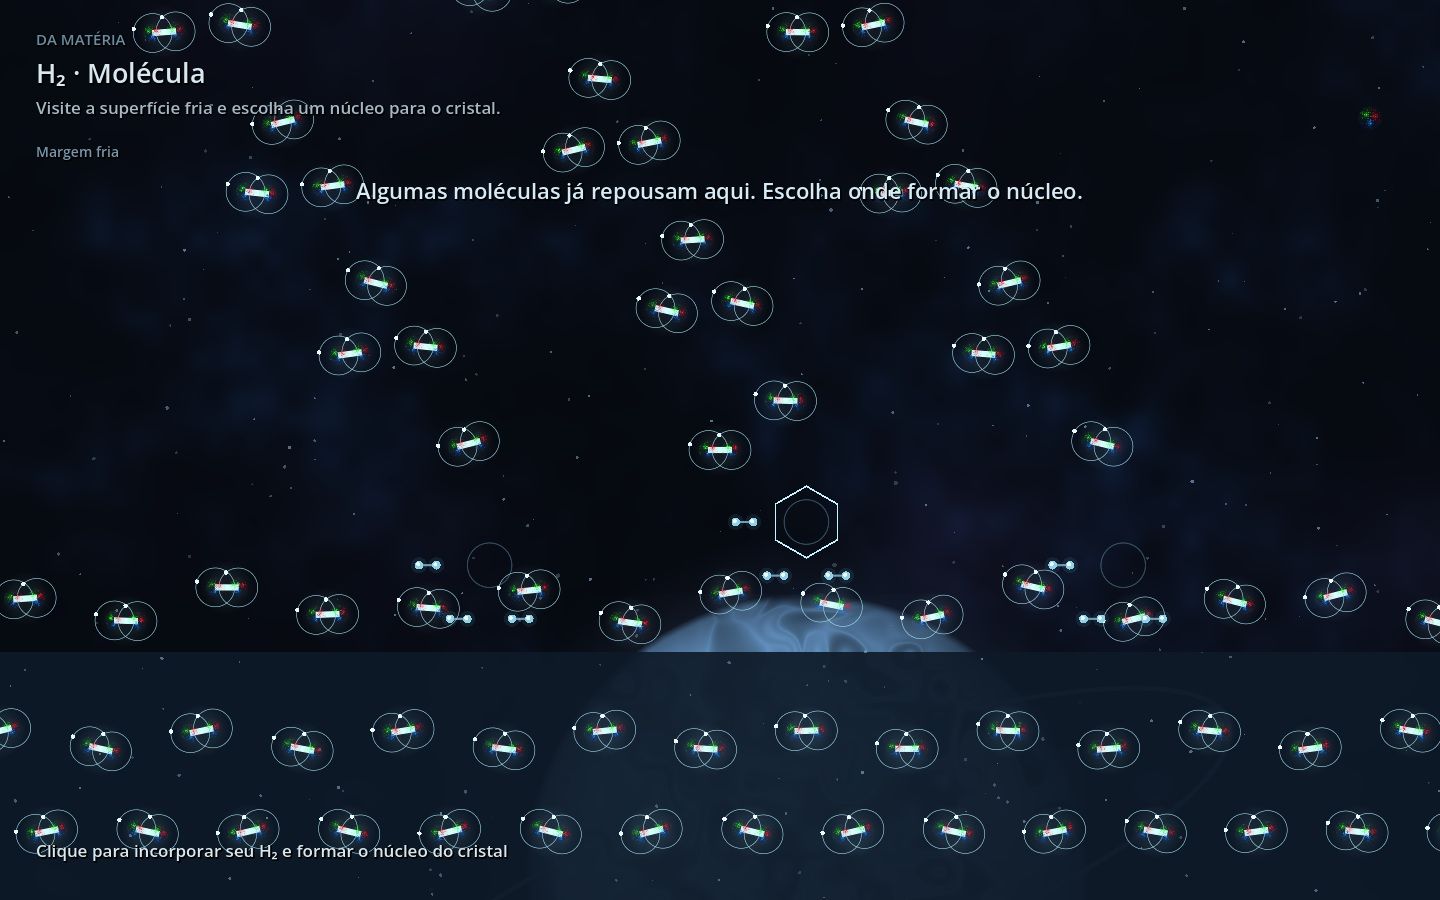 DA MATÉRIA
H₂ · Molécula
Visite a superfície fria e escolha um núcleo para o cristal.
Margem fria
Algumas moléculas já repousam aqui. Escolha onde formar o núcleo.
Clique para incorporar seu H₂ e formar o núcleo do cristal